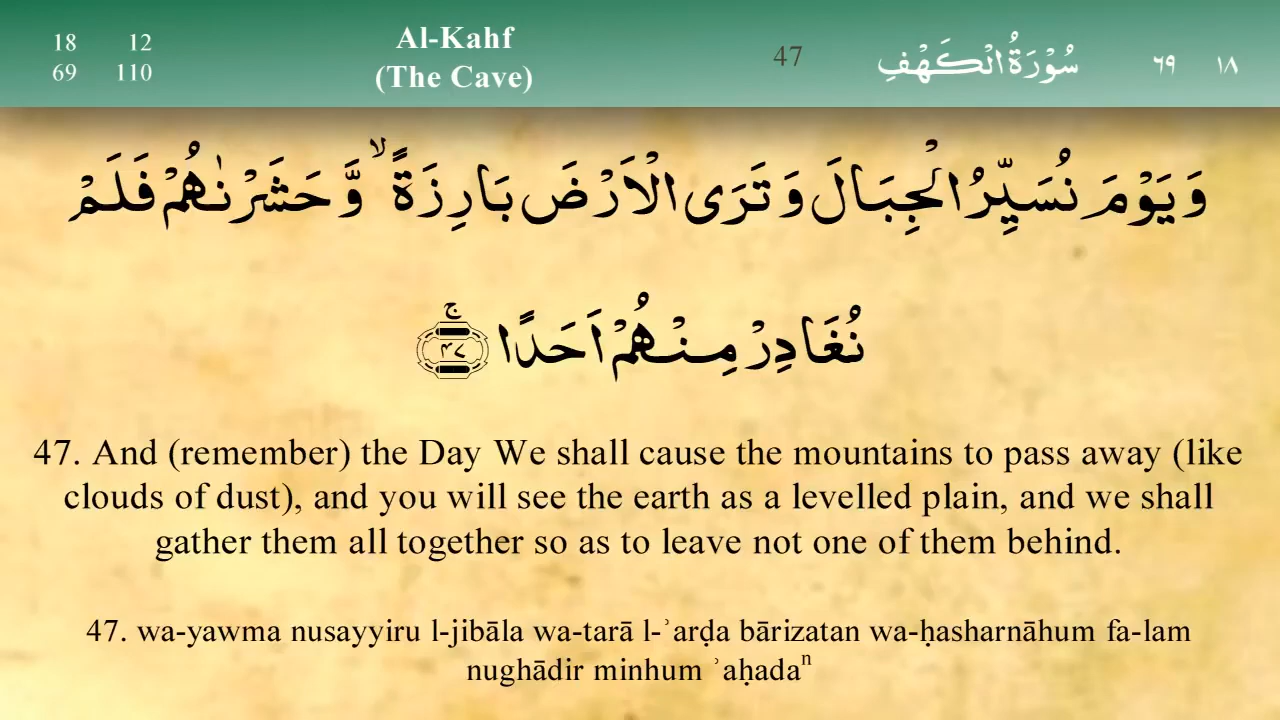 18 12
69 110
Al-Kahf
(The Cave)
47
سُوْرَةُ الْكَهْفِ
٦٩ ١٨
وَيَوْمَ نُسَيِّرُ الْجِبَالَ وَتَرَى الْاَرْضَ بَارِزَةً ۙ وَّحَشَرْنٰهُمْ فَلَمْ
نُغَادِرْ مِنْهُمْ اَحَدًا ۚ ٤٧
47. And (remember) the Day We shall cause the mountains to pass away (like
clouds of dust), and you will see the earth as a levelled plain, and we shall
gather them all together so as to leave not one of them behind.
47. wa-yawma nusayyiru l-jibāla wa-tarā l-ʾarḍa bārizatan wa-ḥasharnāhum fa-lam
nughādir minhum ʾaḥadaⁿ